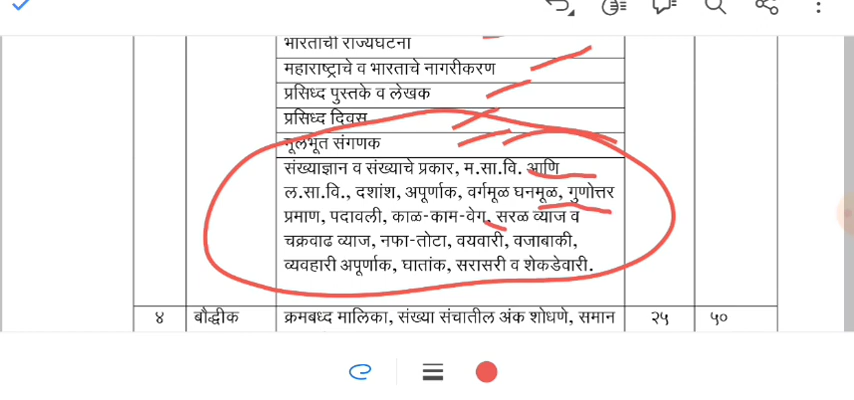 भारताची राज्यघटना
महाराष्ट्राचे व भारताचे नागरीकरण
प्रसिध्द पुस्तके व लेखक
प्रसिध्द दिवस
मूलभूत संगणक
संख्याज्ञान व संख्याचे प्रकार, म.सा.वि. आणि
ल.सा.वि., दशांश, अपूर्णाक, वर्गमूळ घनमूळ, गुणोत्तर
प्रमाण, पदावली, काळ-काम-वेग, सरळ व्याज व
चक्रवाढ व्याज, नफा-तोटा, वयवारी, वजाबाकी,
व्यवहारी अपूर्णाक, घातांक, सरासरी व शेकडेवारी.
४ बौद्धीक क्रमबध्द मालिका, संख्या संचातील अंक शोधणे, समान २५ ५०